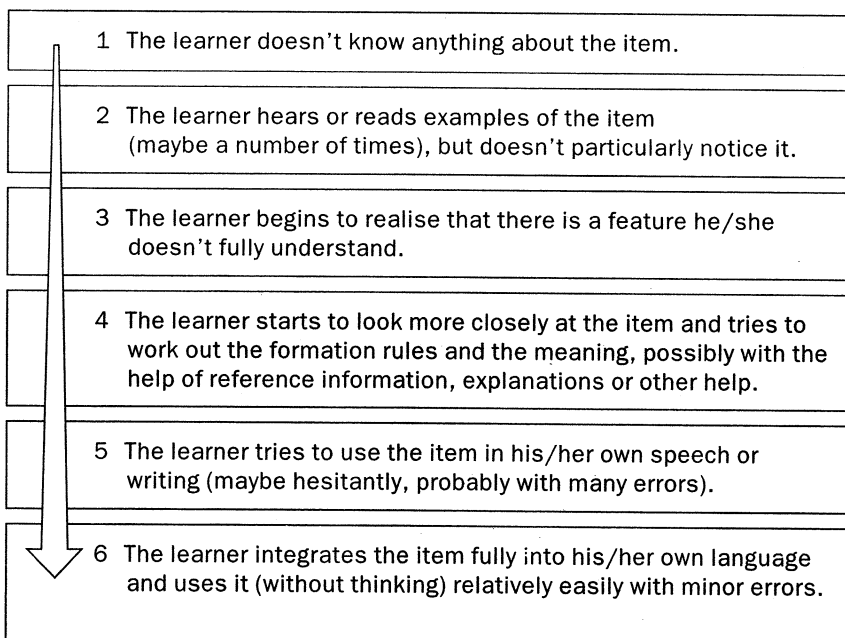 1 The learner doesn't know anything about the item.
2 The learner hears or reads examples of the item
(maybe a number of times), but doesn't particularly notice it.
3 The learner begins to realise that there is a feature he/she
doesn't fully understand.
4 The learner starts to look more closely at the item and tries to
work out the formation rules and the meaning, possibly with the
help of reference information, explanations or other help.
5 The learner tries to use the item in his/her own speech or
writing (maybe hesitantly, probably with many errors).
6 The learner integrates the item fully into his/her own language
and uses it (without thinking) relatively easily with minor errors.